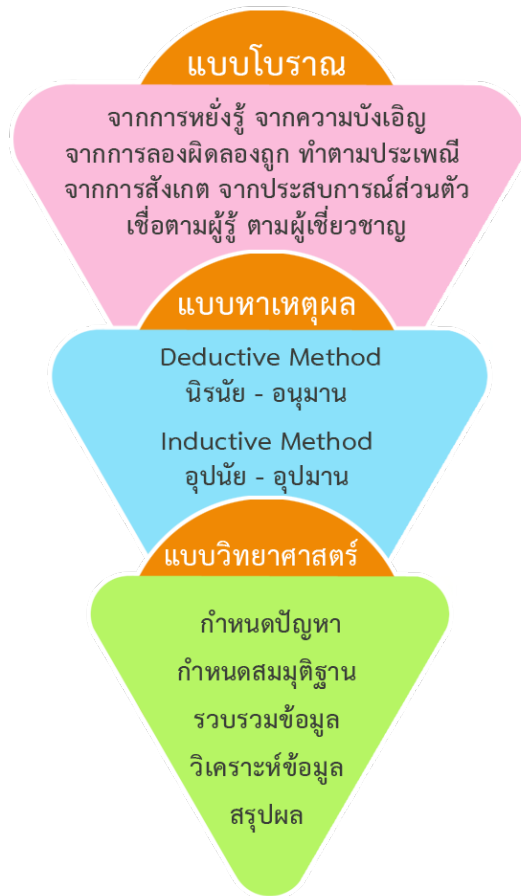 แบบโบราณ
จากการหยั่งรู้ จากความบังเอิญ
จากการลองผิดลองถูก ทำตามประเพณี
จากการสังเกต จากประสบการณ์ส่วนตัว
เชื่อตามผู้รู้ ตามผู้เชี่ยวชาญ
แบบหาเหตุผล
Deductive Method
นิรนัย - อนุมาน
Inductive Method
อุปนัย - อุปมาน
แบบวิทยาศาสตร์
กำหนดปัญหา
กำหนดสมมุติฐาน
รวบรวมข้อมูล
วิเคราะห์ข้อมูล
สรุปผล